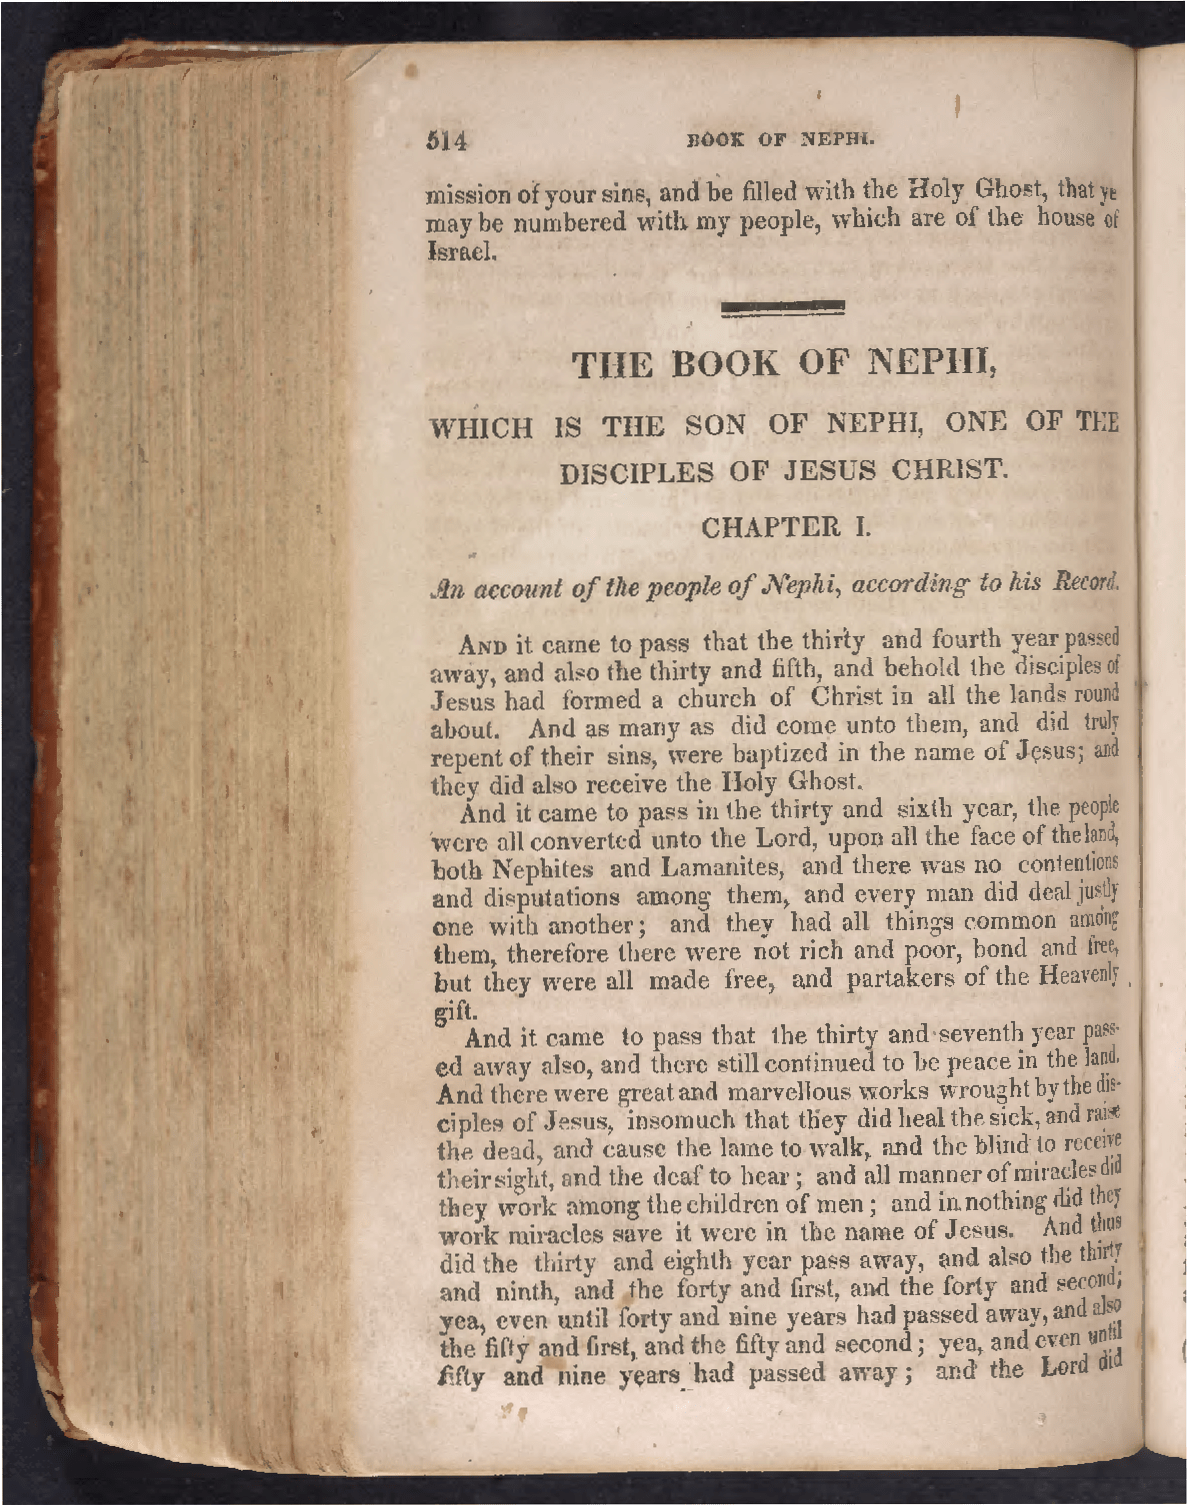 514 BOOK OF NEPHI.
mission of your sins, and be filled with the Holy Ghost, that ye
may be numbered with my people, which are of the house of
Israel.
THE BOOK OF NEPHI,
WHICH IS THE SON OF NEPHI, ONE OF THE
DISCIPLES OF JESUS CHRIST.
CHAPTER I.
An account of the people of Nephi, according to his Record.
AND it came to pass that the thirty and fourth year passed
away, and also the thirty and fifth, and behold the disciples of
Jesus had formed a church of Christ in all the lands round
about. And as many as did come unto them, and did truly
repent of their sins, were baptized in the name of Jesus; and
they did also receive the Holy Ghost.
And it came to pass in the thirty and sixth year, the people
were all converted unto the Lord, upon all the face of the land,
both Nephites and Lamanites, and there was no contentions
and disputations among them, and every man did deal justly
one with another; and they had all things common among
them, therefore there were not rich and poor, bond and free,
but they were all made free, and partakers of the Heavenly
gift.
And it came to pass that the thirty and seventh year pass-
ed away also, and there still continued to be peace in the land.
And there were great and marvellous works wrought by the dis-
ciples of Jesus, insomuch that they did heal the sick, and raise
the dead, and cause the lame to walk, and the blind to receive
their sight, and the deaf to hear; and all manner of miracles did
they work among the children of men; and in nothing did they
work miracles save it were in the name of Jesus. And thus
did the thirty and eighth year pass away, and also the thirty
and ninth, and the forty and first, and the forty and second;
yea, even until forty and nine years had passed away, and also
the fifty and first, and the fifty and second; yea, and even until
fifty and nine years had passed away; and the Lord did